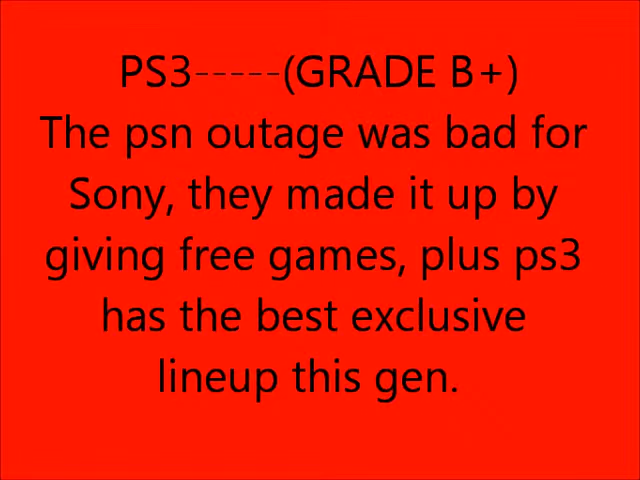 PS3-----(GRADE B+)
The psn outage was bad for
Sony, they made it up by
giving free games, plus ps3
has the best exclusive
lineup this gen.